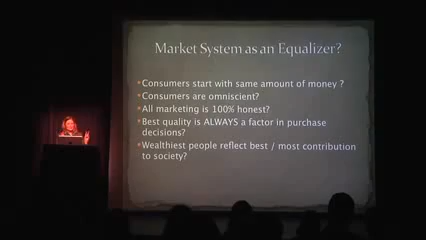 Market System as an Equalizer?
Consumers start with same amount of money ?
Consumers are omniscient?
All marketing is 100% honest?
Best quality is ALWAYS a factor in purchase
decisions?
Wealthiest people reflect best / most contribution
to society?